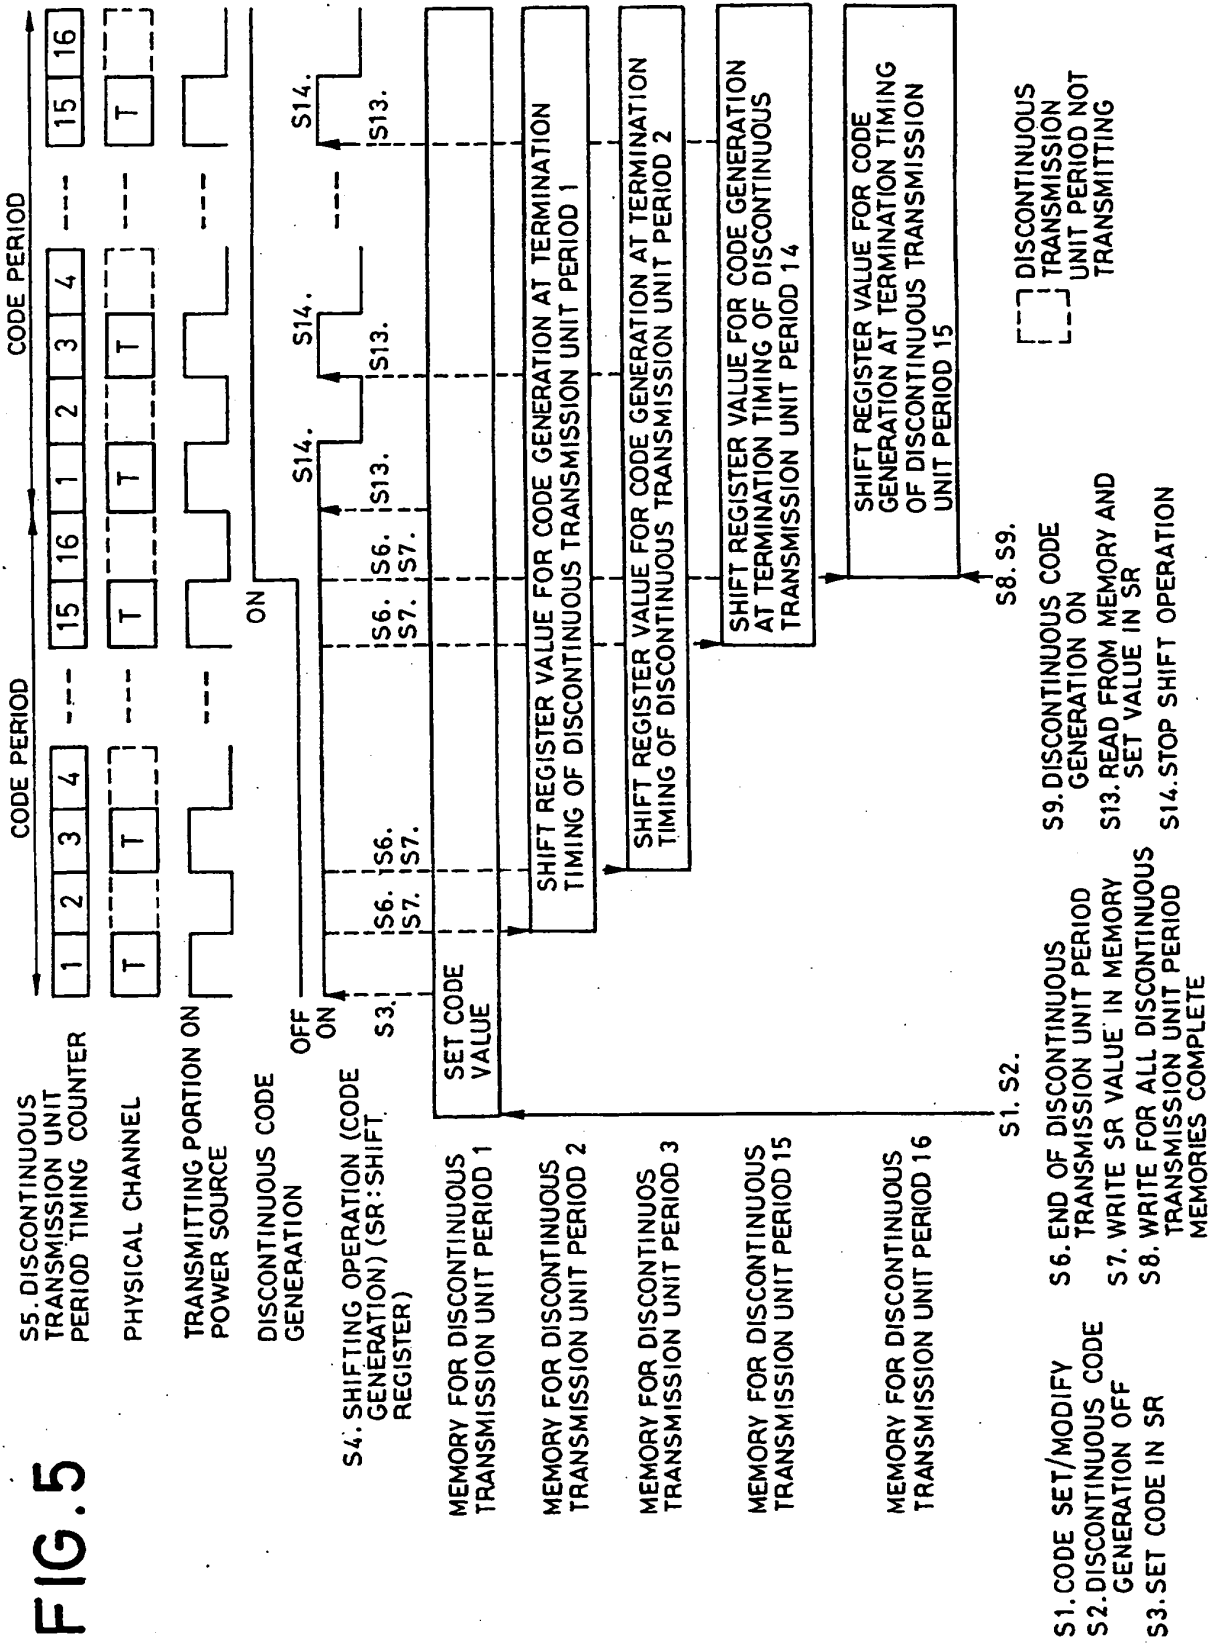 FIG.5
CODE PERIOD
CODE PERIOD
S5. DISCONTINUOUS
TRANSMISSION UNIT
PERIOD TIMING COUNTER
1 2 3 4 15 16 1 2 3 4 15 16
PHYSICAL CHANNEL
T T T T T T
TRANSMITTING PORTION ON
POWER SOURCE
DISCONTINUOUS CODE
GENERATION
OFF
ON
S4. SHIFTING OPERATION (CODE
GENERATION) (SR:SHIFT
REGISTER)
ON
S3.
S6.
S7.
S6.
S7.
S6.
S7.
S6.
S7.
S14.
S13.
S14.
S13.
S14.
S13.
MEMORY FOR DISCONTINUOUS
TRANSMISSION UNIT PERIOD 1
SET CODE
VALUE
MEMORY FOR DISCONTINUOUS
TRANSMISSION UNIT PERIOD 2
SHIFT REGISTER VALUE FOR CODE GENERATION AT TERMINATION
TIMING OF DISCONTINUOUS TRANSMISSION UNIT PERIOD 1
MEMORY FOR DISCONTINUOS
TRANSMISSION UNIT PERIOD 3
SHIFT REGISTER VALUE FOR CODE GENERATION AT TERMINATION
TIMING OF DISCONTINUOUS TRANSMISSION UNIT PERIOD 2
MEMORY FOR DISCONTINUOUS
TRANSMISSION UNIT PERIOD 15
SHIFT REGISTER VALUE FOR CODE GENERATION
AT TERMINATION TIMING OF DISCONTINUOUS
TRANSMISSION UNIT PERIOD 14
MEMORY FOR DISCONTINUOUS
TRANSMISSION UNIT PERIOD 16
SHIFT REGISTER VALUE FOR CODE
GENERATION AT TERMINATION TIMING
OF DISCONTINUOUS TRANSMISSION
UNIT PERIOD 15
S1. S2.
S8. S9.
S1. CODE SET/MODIFY
S2. DISCONTINUOUS CODE
GENERATION OFF
S3. SET CODE IN SR
S6. END OF DISCONTINUOUS
TRANSMISSION UNIT PERIOD
S7. WRITE SR VALUE IN MEMORY
S8. WRITE FOR ALL DISCONTINUOUS
TRANSMISSION UNIT PERIOD
MEMORIES COMPLETE
S9. DISCONTINUOUS CODE
GENERATION ON
S13. READ FROM MEMORY AND
SET VALUE IN SR
S14. STOP SHIFT OPERATION
DISCONTINUOUS
TRANSMISSION
UNIT PERIOD NOT
TRANSMITTING